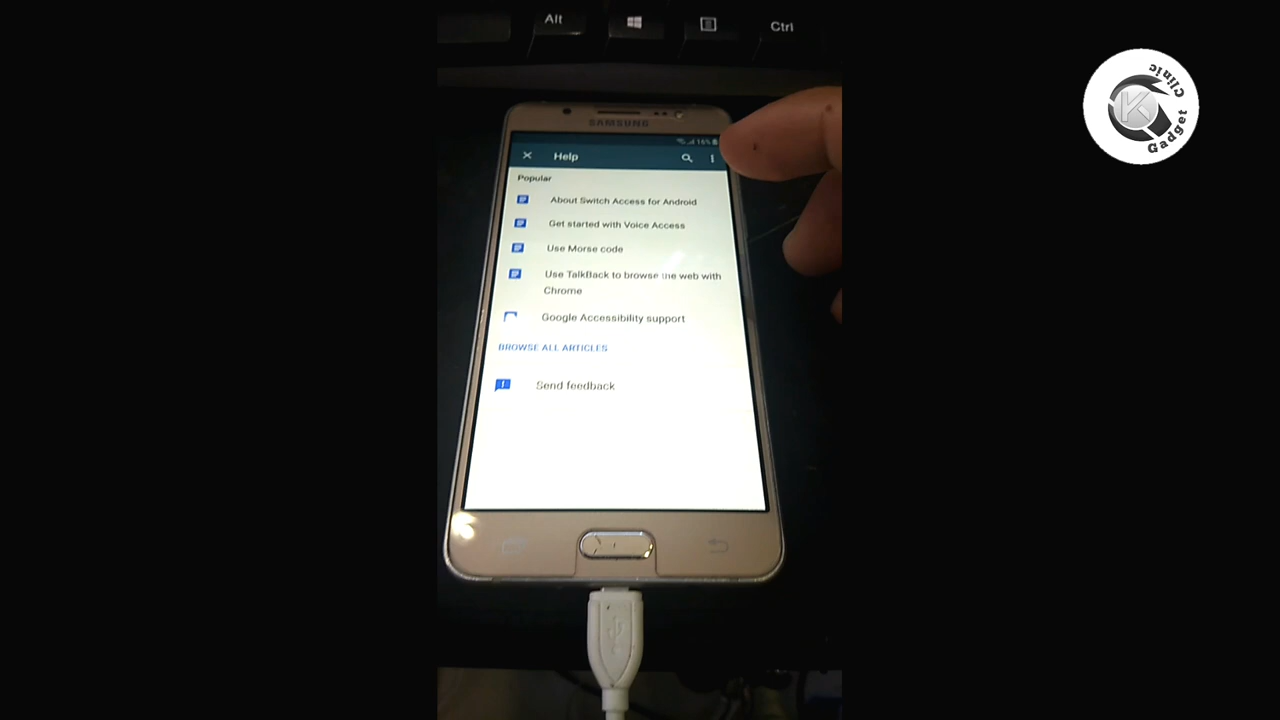 Alt
Ctrl
SAMSUNG
16%
Help
Popular
About Switch Access for Android
Get started with Voice Access
Use Morse code
Use TalkBack to browse the web with
Chrome
Google Accessibility support
BROWSE ALL ARTICLES
Send feedback
K
Gadget Clinic